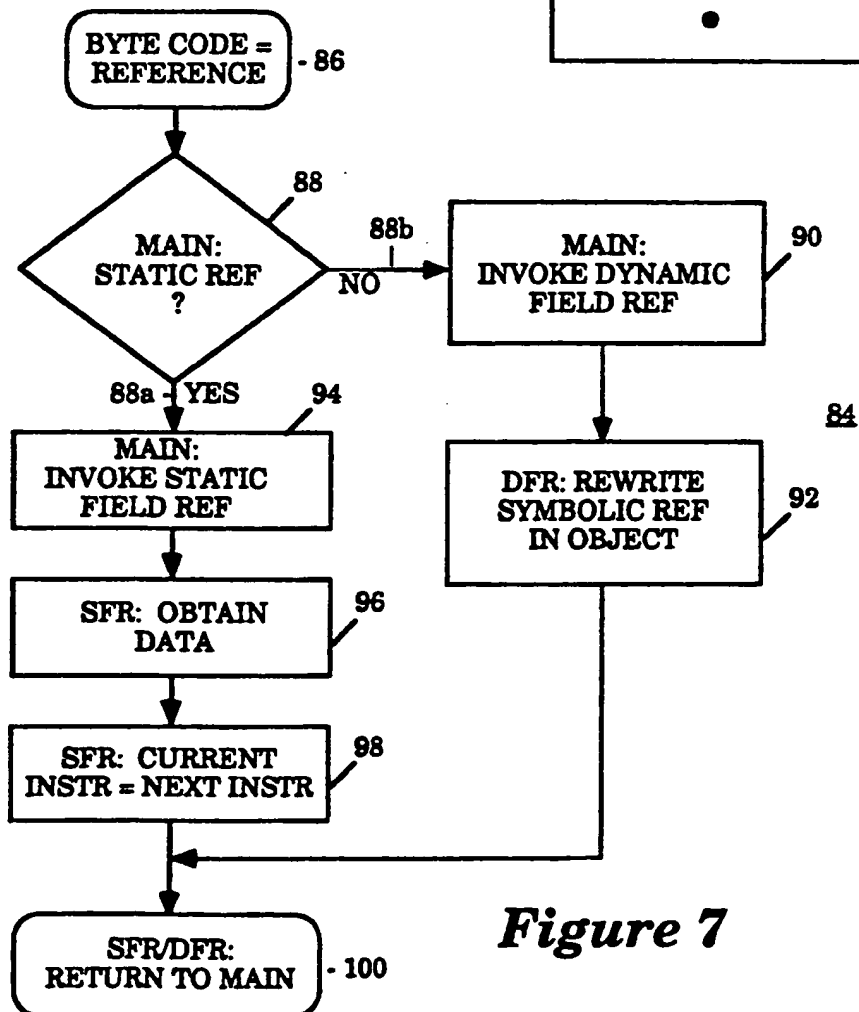 BYTE CODE =
REFERENCE
- 86
88
MAIN:
STATIC REF
?
88b
NO
MAIN:
INVOKE DYNAMIC
FIELD REF
90
88a
YES
94
MAIN:
INVOKE STATIC
FIELD REF
84
DFR: REWRITE
SYMBOLIC REF
IN OBJECT
92
SFR: OBTAIN
DATA
96
SFR: CURRENT
INSTR = NEXT INSTR
98
SFR/DFR:
RETURN TO MAIN
- 100
Figure 7